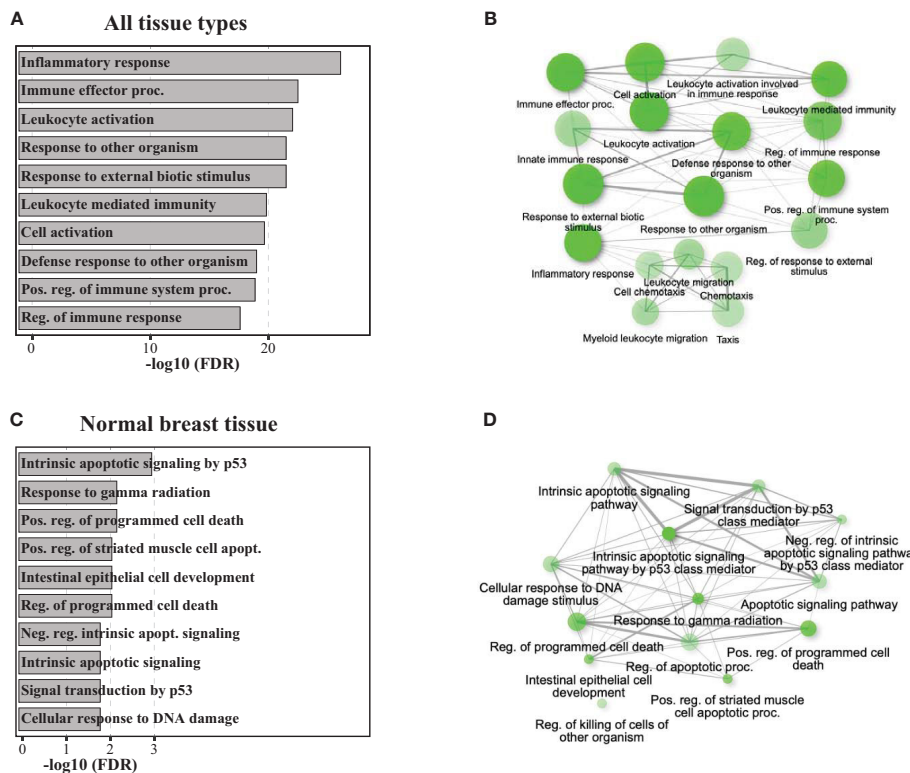 A
All tissue types
Inflammatory response
Immune effector proc.
Leukocyte activation
Response to other organism
Response to external biotic stimulus
Leukocyte mediated immunity
Cell activation
Defense response to other organism
Pos. reg. of immune system proc.
Reg. of immune response
0 10 20
-log10 (FDR)
B
Immune effector proc.
Cell activation
Leukocyte activation involved
in immune response
Leukocyte mediated immunity
Innate immune response
Leukocyte activation
Defense response to other
organism
Reg. of immune response
Response to external biotic
stimulus
Response to other organism
Pos. reg. of immune system
proc.
Inflammatory response
Leukocyte migration
Cell chemotaxis
Chemotaxis
Reg. of response to external
stimulus
Myeloid leukocyte migration
Taxis
C
Normal breast tissue
Intrinsic apoptotic signaling by p53
Response to gamma radiation
Pos. reg. of programmed cell death
Pos. reg. of striated muscle cell apopt.
Intestinal epithelial cell development
Reg. of programmed cell death
Neg. reg. intrinsic apopt. signaling
Intrinsic apoptotic signaling
Signal transduction by p53
Cellular response to DNA damage
0 1 2 3
-log10 (FDR)
D
Intrinsic apoptotic signaling
pathway
Signal transduction by p53
class mediator
Neg. reg. of intrinsic
apoptotic signaling pathway
by p53 class mediator
Intrinsic apoptotic signaling
pathway by p53 class mediator
Cellular response to DNA
damage stimulus
Apoptotic signaling pathway
Response to gamma radiation
Reg. of programmed cell death
Reg. of apoptotic proc.
Pos. reg. of programmed cell
death
Intestinal epithelial cell
development
Pos. reg. of striated muscle
cell apoptotic proc.
Reg. of killing of cells of
other organism